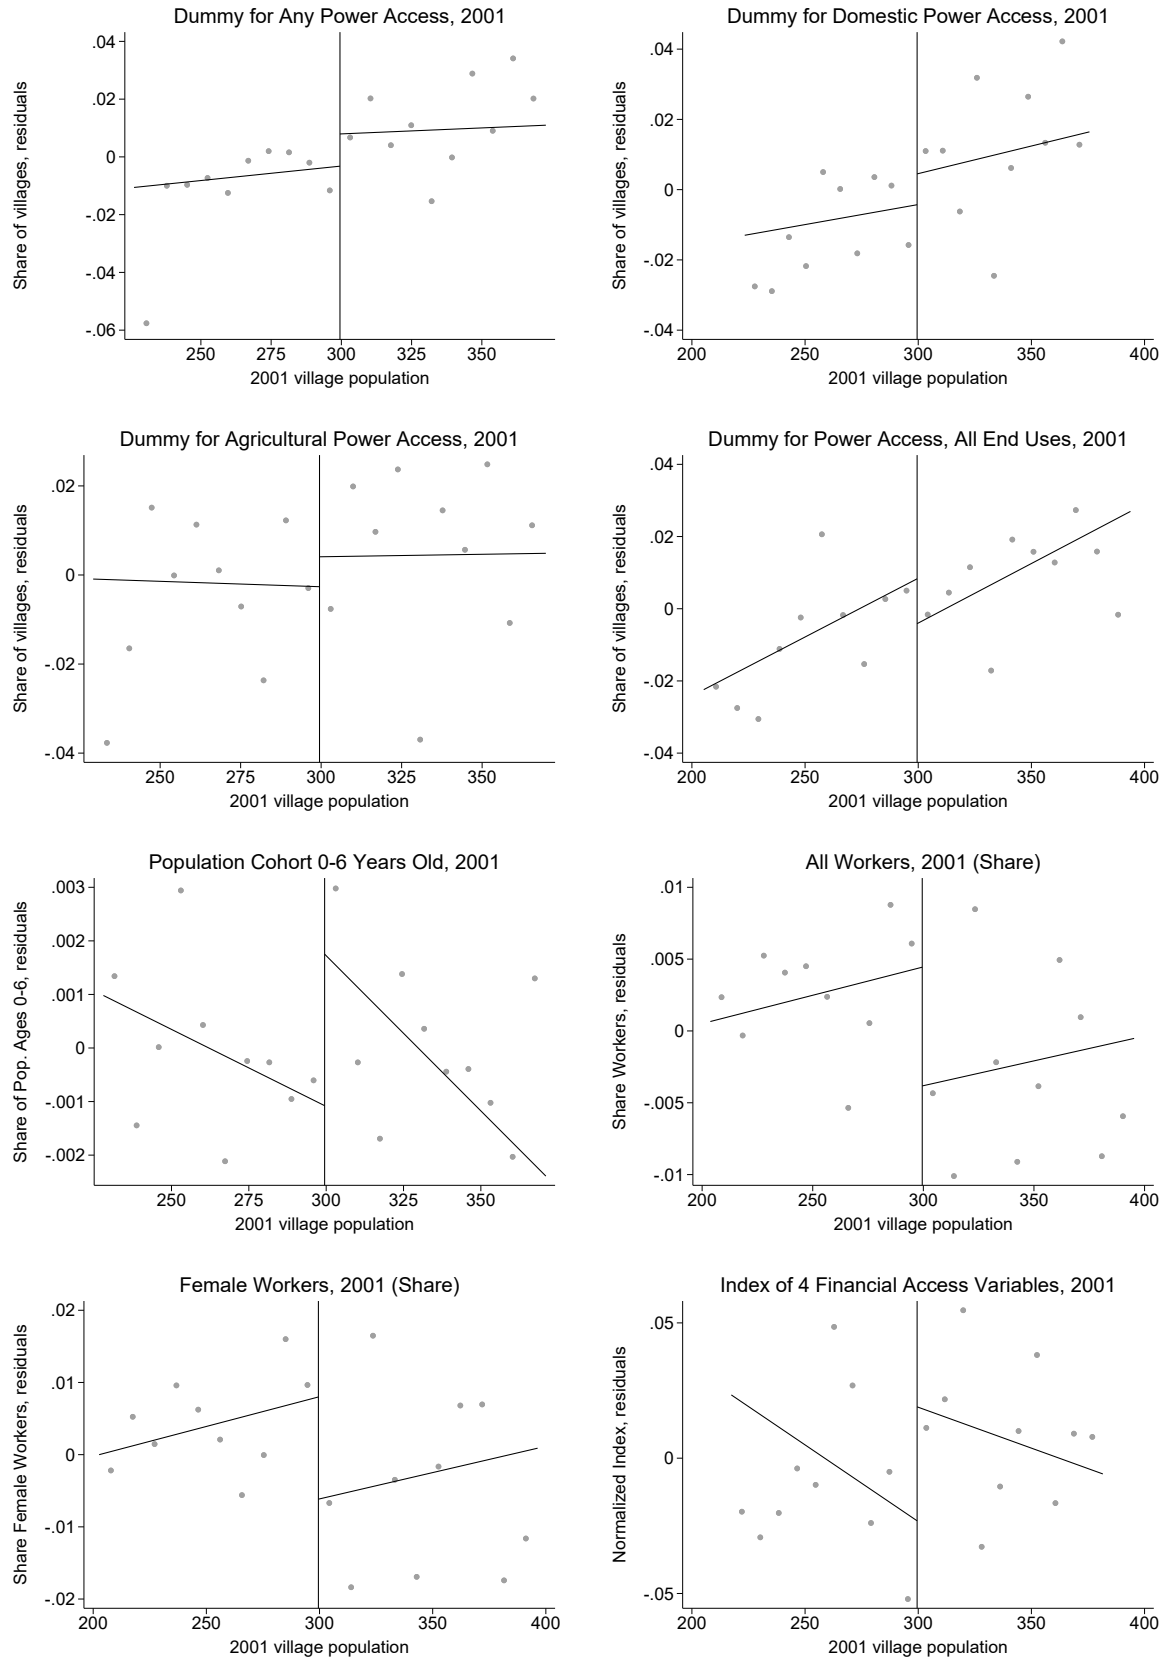 Dummy for Any Power Access, 2001
Share of villages, residuals
.04
.02
0
-.02
-.04
-.06
250 275 300 325 350
2001 village population
Dummy for Domestic Power Access, 2001
Share of villages, residuals
.04
.02
0
-.02
-.04
200 250 300 350 400
2001 village population
Dummy for Agricultural Power Access, 2001
Share of villages, residuals
.02
0
-.02
-.04
250 275 300 325 350
2001 village population
Dummy for Power Access, All End Uses, 2001
Share of villages, residuals
.04
.02
0
-.02
-.04
200 250 300 350 400
2001 village population
Population Cohort 0-6 Years Old, 2001
Share of Pop. Ages 0-6, residuals
.003
.002
.001
0
-.001
-.002
250 275 300 325 350
2001 village population
All Workers, 2001 (Share)
Share Workers, residuals
.01
.005
0
-.005
-.01
200 250 300 350 400
2001 village population
Female Workers, 2001 (Share)
Share Female Workers, residuals
.02
.01
0
-.01
-.02
200 250 300 350 400
2001 village population
Index of 4 Financial Access Variables, 2001
Normalized Index, residuals
.05
0
-.05
200 250 300 350 400
2001 village population